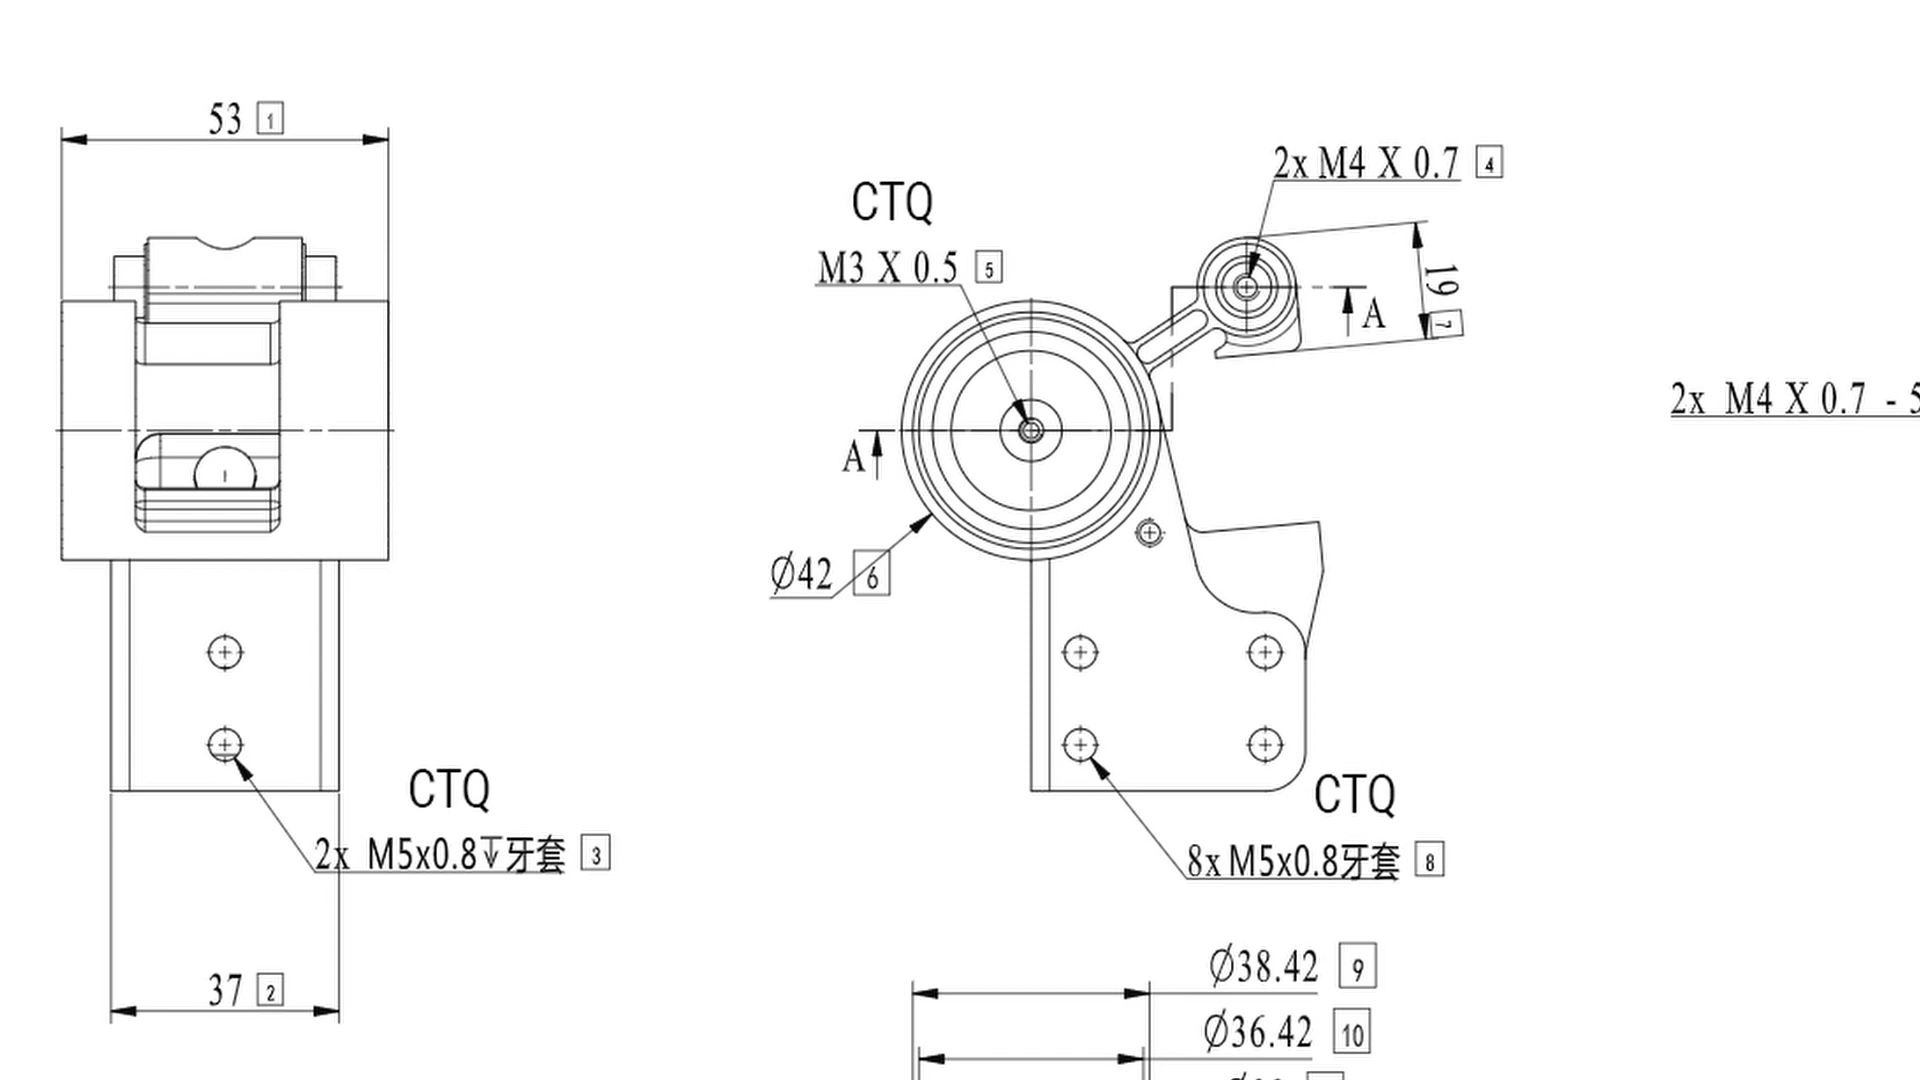 53 1
2x M4 X 0.7 4
CTQ
M3 X 0.5 5
19 7
A
A
2x M4 X 0.7 - 5
Ø42 6
CTQ
2x M5x0.8↧牙套 3
CTQ
8x M5x0.8牙套 8
37 2
Ø38.42 9
Ø36.42 10